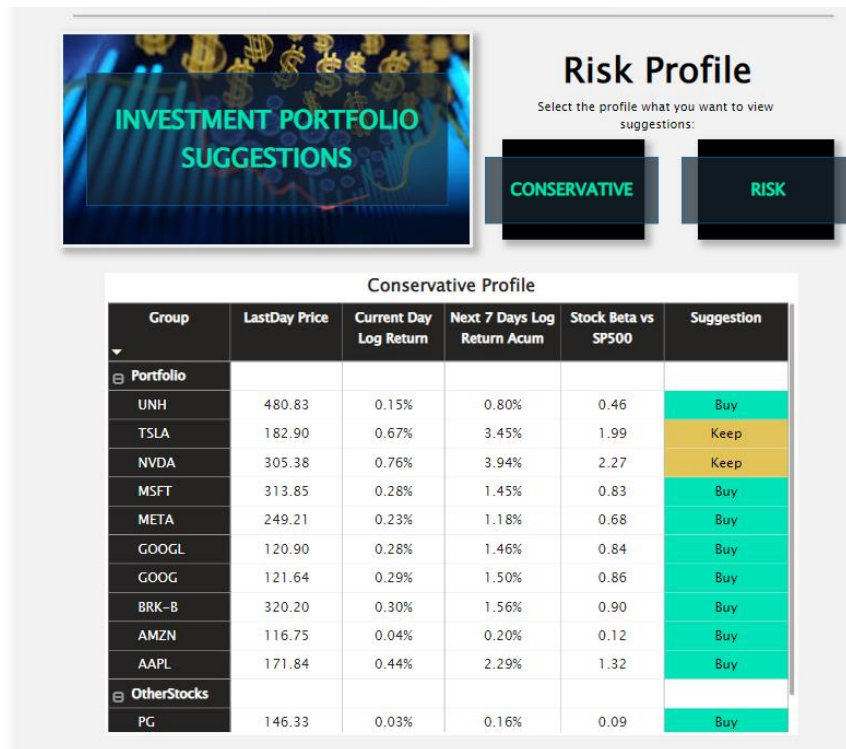 INVESTMENT PORTFOLIO
SUGGESTIONS
Risk Profile
Select the profile what you want to view
suggestions:
CONSERVATIVE
RISK
Conservative Profile
Group LastDay Price Current Day Log Return Next 7 Days Log Return Acum Stock Beta vs SP500 Suggestion
Portfolio
UNH 480.83 0.15% 0.80% 0.46 Buy
TSLA 182.90 0.67% 3.45% 1.99 Keep
NVDA 305.38 0.76% 3.94% 2.27 Keep
MSFT 313.85 0.28% 1.45% 0.83 Buy
META 249.21 0.23% 1.18% 0.68 Buy
GOOGL 120.90 0.28% 1.46% 0.84 Buy
GOOG 121.64 0.29% 1.50% 0.86 Buy
BRK-B 320.20 0.30% 1.56% 0.90 Buy
AMZN 116.75 0.04% 0.20% 0.12 Buy
AAPL 171.84 0.44% 2.29% 1.32 Buy
OtherStocks
PG 146.33 0.03% 0.16% 0.09 Buy